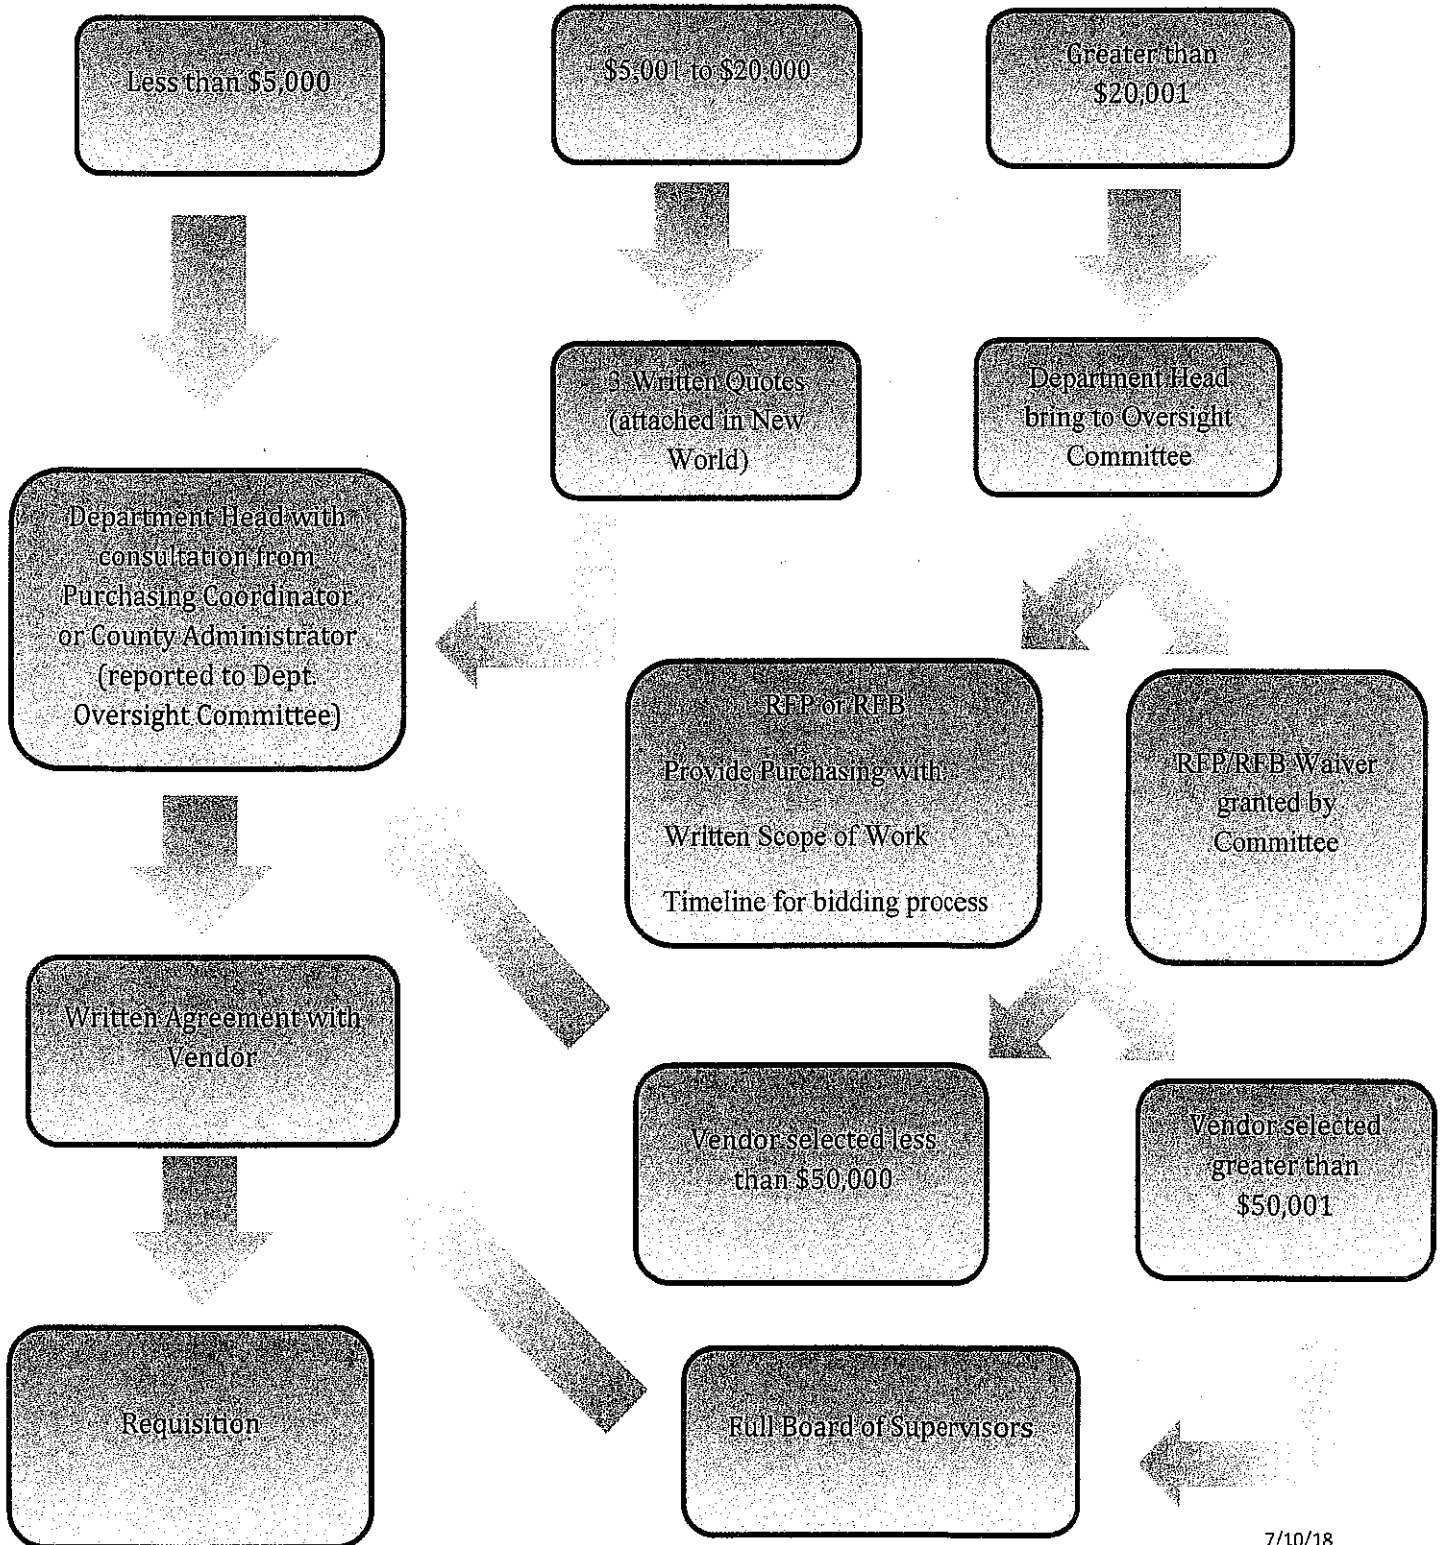 Less than $5,000
$5,001 to $20,000
Greater than
$20,001
3 Written Quotes
(attached in New
World)
Department Head
bring to Oversight
Committee
Department Head with
consultation from
Purchasing Coordinator
or County Administrator
(reported to Dept.
Oversight Committee)
RFP or RFB
Provide Purchasing with:
Written Scope of Work
Timeline for bidding process
RFP/RFB Waiver
granted by
Committee
Written Agreement with
Vendor
Vendor selected less
than $50,000
Vendor selected
greater than
$50,001
Requisition
Full Board of Supervisors
7/10/18